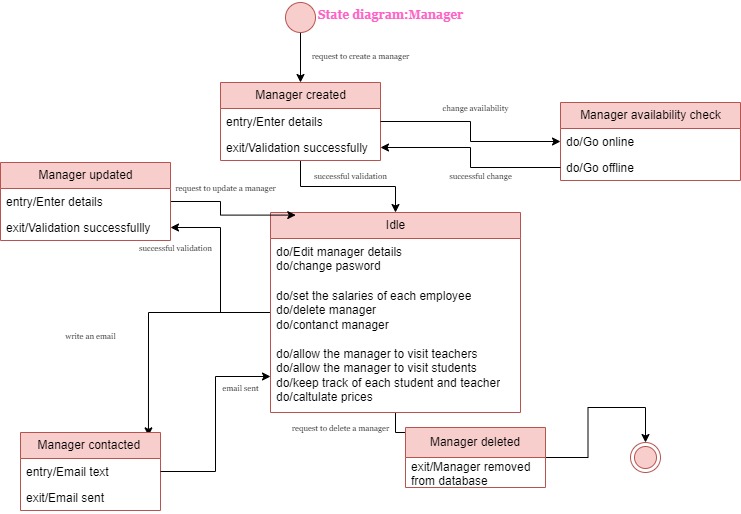 State diagram:Manager
request to create a manager
Manager created
entry/Enter details
exit/Validation successfully
change availability
Manager availability check
do/Go online
do/Go offline
successful change
successful validation
Manager updated
entry/Enter details
exit/Validation successfullly
request to update a manager
successful validation
Idle
do/Edit manager details
do/change pasword
do/set the salaries of each employee
do/delete manager
do/contanct manager
do/allow the manager to visit teachers
do/allow the manager to visit students
do/keep track of each student and teacher
do/caltulate prices
write an email
email sent
request to delete a manager
Manager contacted
entry/Email text
exit/Email sent
Manager deleted
exit/Manager removed
from database